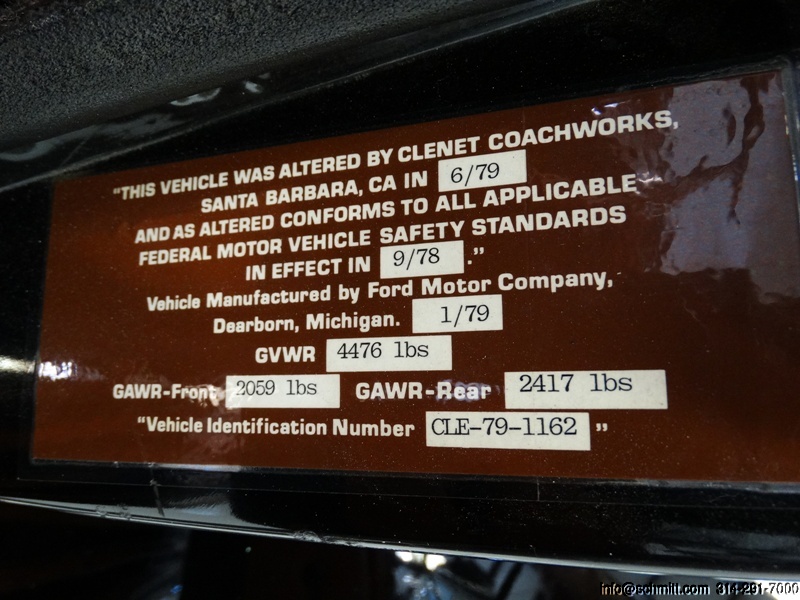 "THIS VEHICLE WAS ALTERED BY CLENET COACHWORKS,
SANTA BARBARA, CA IN 6/79
AND AS ALTERED CONFORMS TO ALL APPLICABLE
FEDERAL MOTOR VEHICLE SAFETY STANDARDS
IN EFFECT IN 9/78 ."
Vehicle Manufactured by Ford Motor Company,
Dearborn, Michigan. 1/79
GVWR 4476 lbs
GAWR-Front 2059 lbs GAWR-Rear 2417 lbs
"Vehicle Identification Number CLE-79-1162 "
info@schmitt.com 314-291-7000